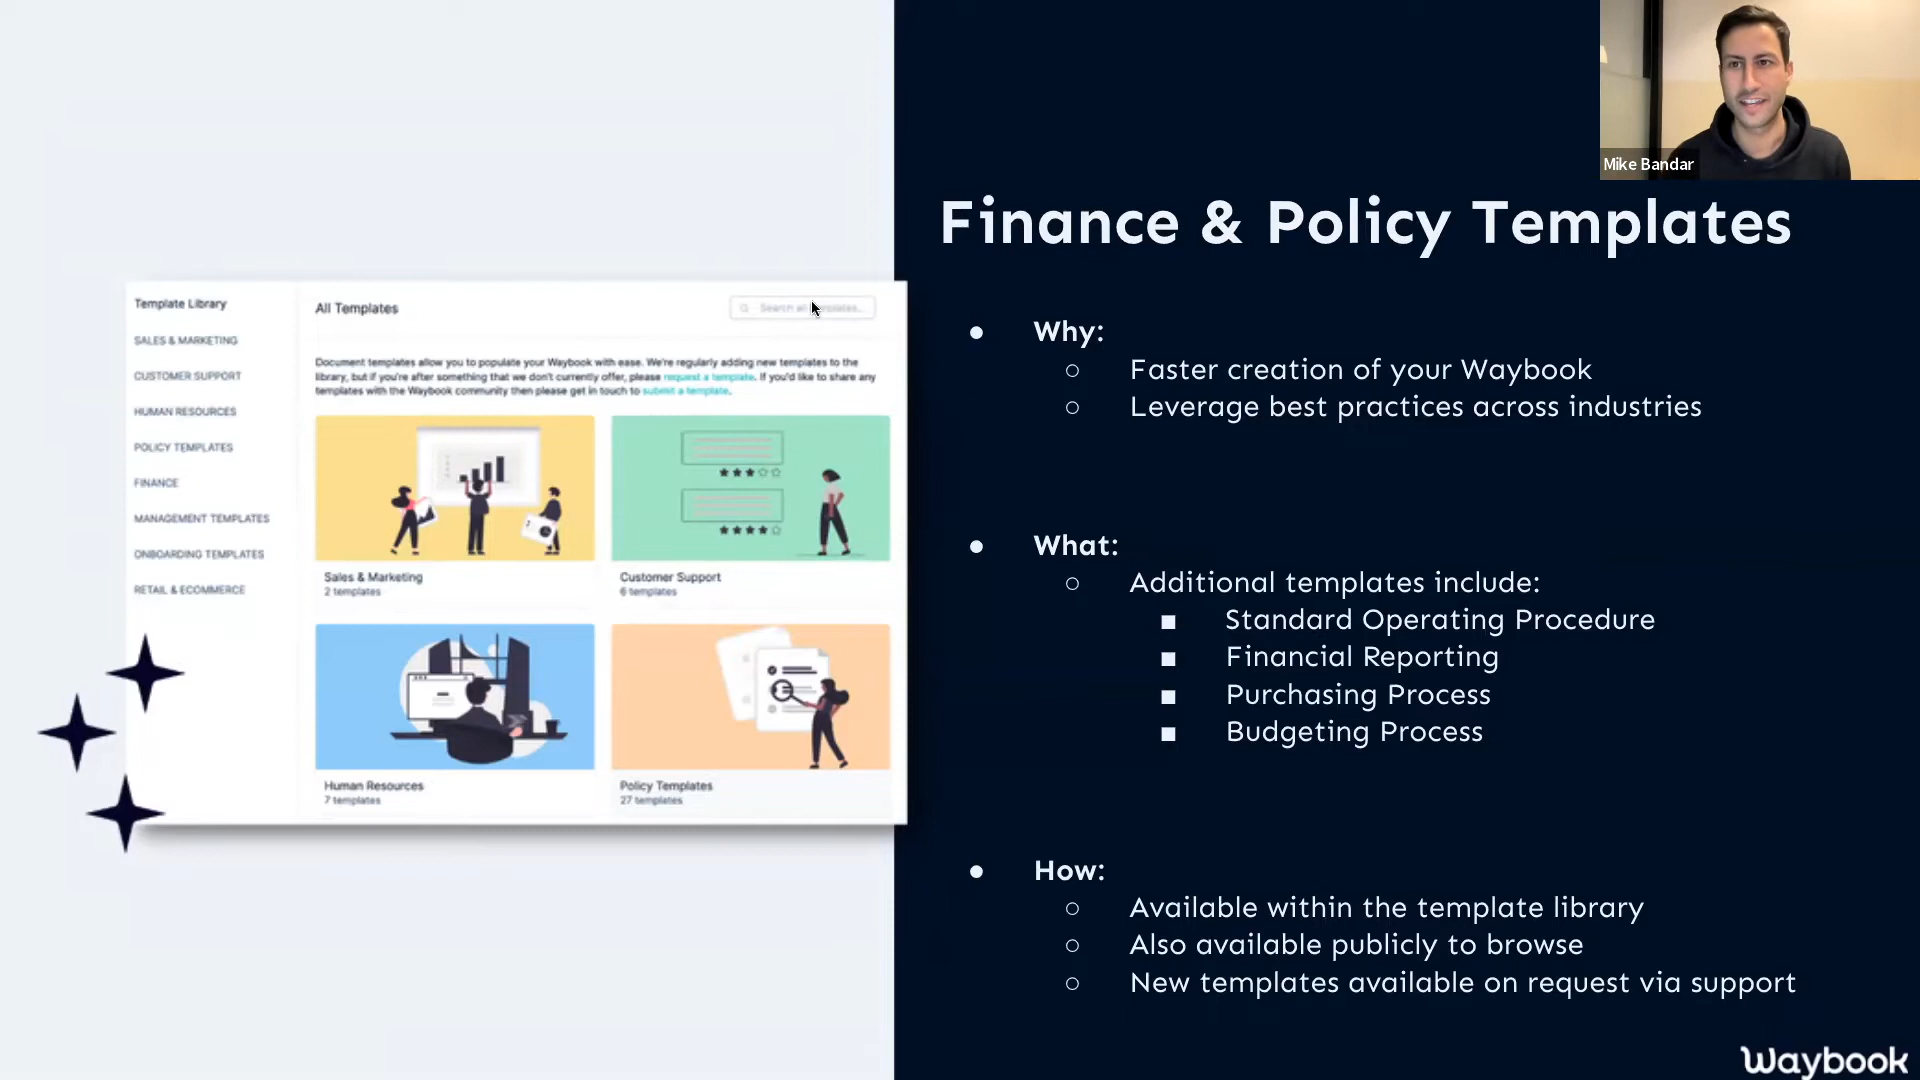 Mike Bandar
Finance & Policy Templates
Template Library
SALES & MARKETING
CUSTOMER SUPPORT
HUMAN RESOURCES
POLICY TEMPLATES
FINANCE
MANAGEMENT TEMPLATES
ONBOARDING TEMPLATES
RETAIL & ECOMMERCE
All Templates
Search all templates...
Document templates allow you to populate your Waybook with ease. We're regularly adding new templates to the
library, but if you're after something that we don't currently offer, please request a template. If you'd like to share any
templates with the Waybook community then please get in touch to submit a template.
Sales & Marketing
2 templates
Customer Support
6 templates
Human Resources
7 templates
Policy Templates
27 templates
● Why:
○ Faster creation of your Waybook
○ Leverage best practices across industries
● What:
○ Additional templates include:
■ Standard Operating Procedure
■ Financial Reporting
■ Purchasing Process
■ Budgeting Process
● How:
○ Available within the template library
○ Also available publicly to browse
○ New templates available on request via support
Waybook